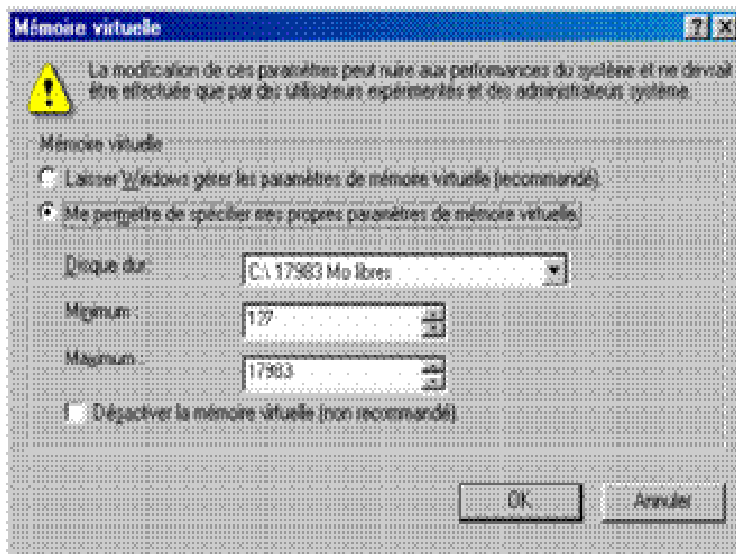 Mémoire virtuelle
La modification de ces paramètres peut nuire aux performances du système et ne devrait
être effectuée que par des utilisateurs expérimentés et des administrateurs système.
Mémoire virtuelle
Laisser Windows gérer les paramètres de mémoire virtuelle (recommandé).
Me permettre de spécifier mes propres paramètres de mémoire virtuelle.
Disque dur:
C:\ 17983 Mo libres
Minimum :
127
Maximum :
17983
Désactiver la mémoire virtuelle (non recommandé)
OK
Annuler